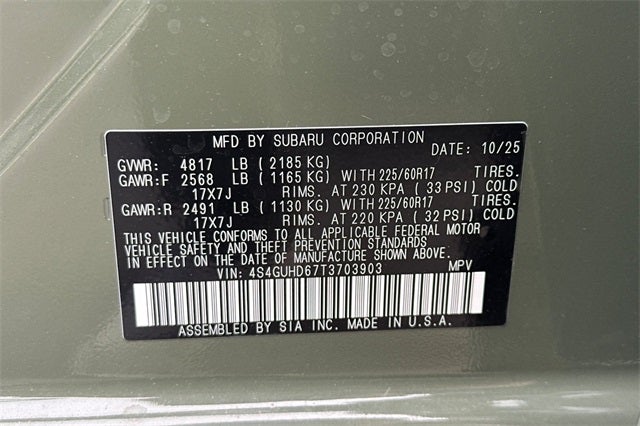 MFD BY SUBARU CORPORATION
DATE: 10/25
GVWR: 4817 LB ( 2185 KG)
GAWR:F 2568 LB ( 1165 KG) WITH 225/60R17 TIRES.
17X7J RIMS. AT 230 KPA ( 33 PSI) COLD
GAWR:R 2491 LB ( 1130 KG) WITH 225/60R17 TIRES.
17X7J RIMS. AT 220 KPA ( 32 PSI) COLD
THIS VEHICLE CONFORMS TO ALL APPLICABLE FEDERAL MOTOR
VEHICLE SAFETY AND THEFT PREVENTION STANDARDS
IN EFFECT ON THE DATE OF MANUFACTURE SHOWN ABOVE.
VIN: 4S4GUHD67T3703903 MPV
ASSEMBLED BY SIA INC. MADE IN U.S.A.